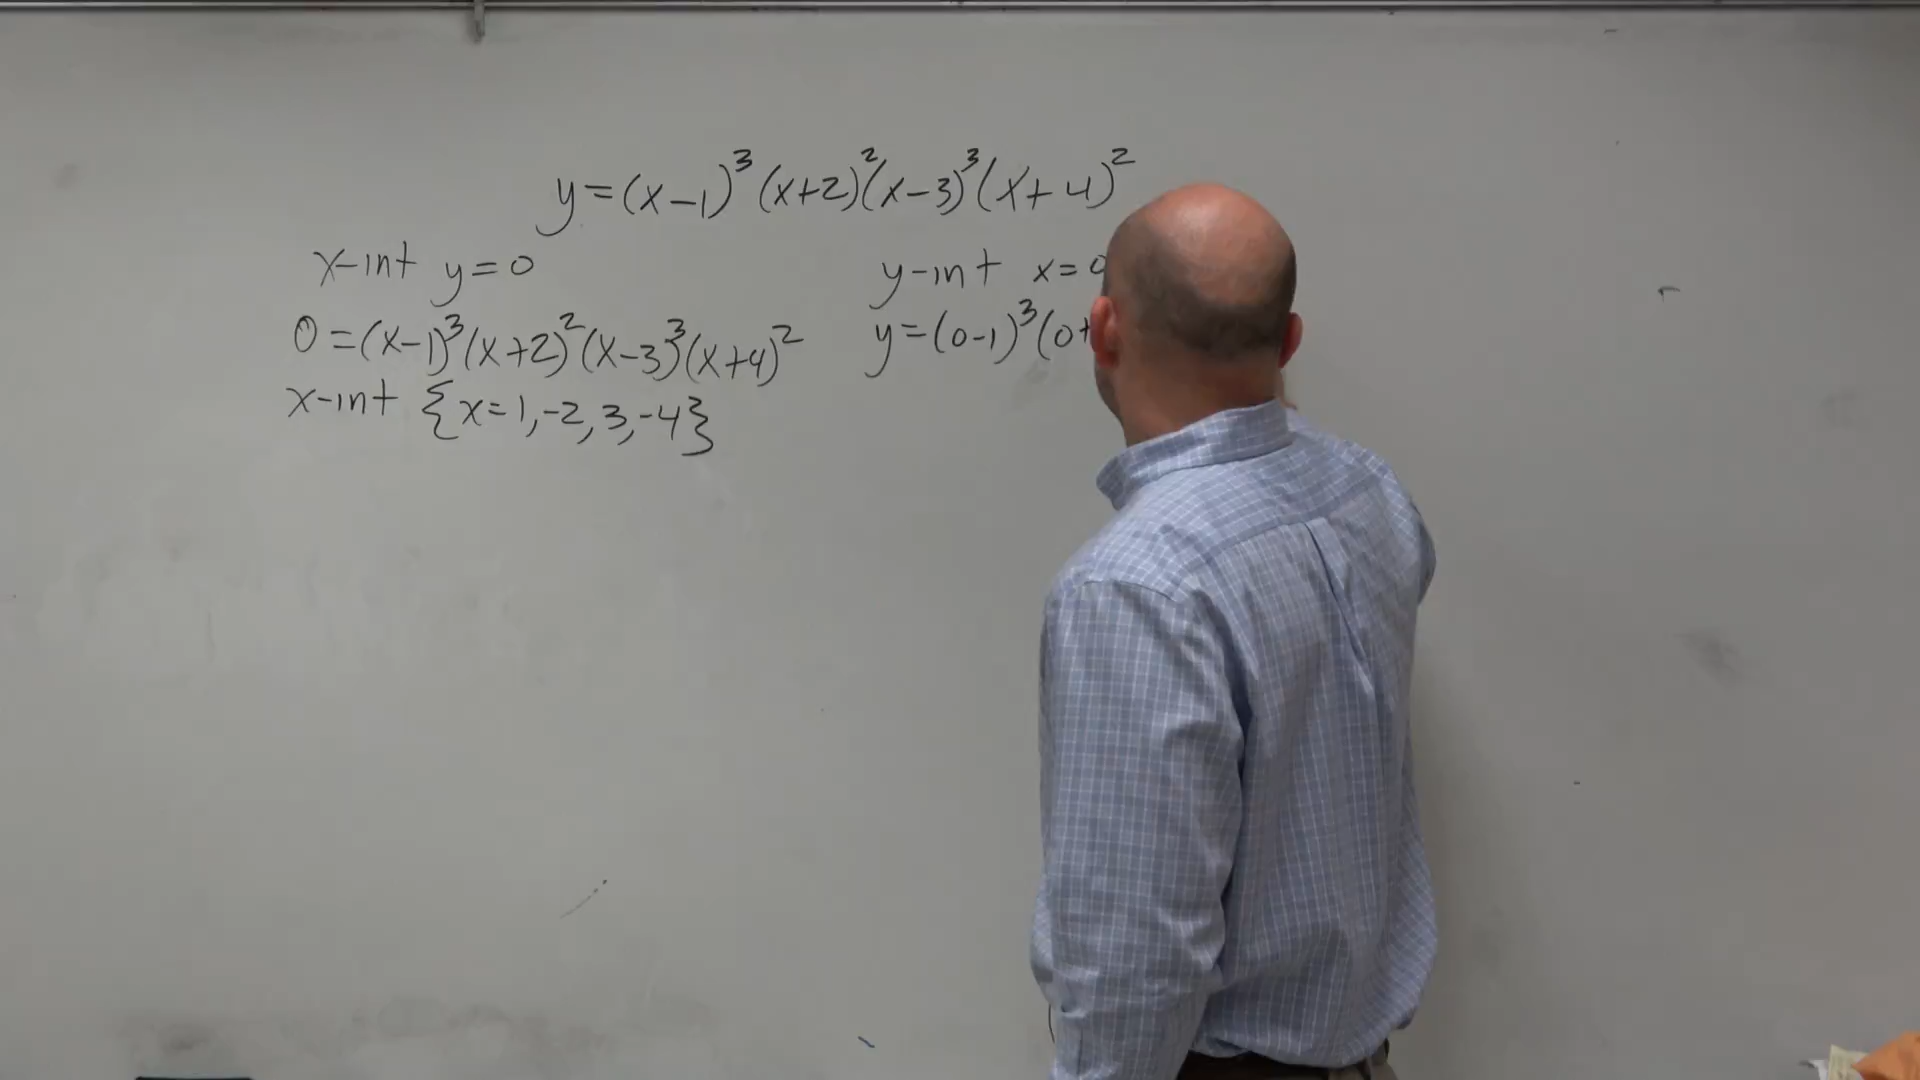 y=(x-1)³(x+2)²(x-3)³(x+4)²
x-int y=0
0=(x-1)³(x+2)²(x-3)³(x+4)²
x-int {x=1,-2,3,-4}
y-int x=0
y=(0-1)³(0+